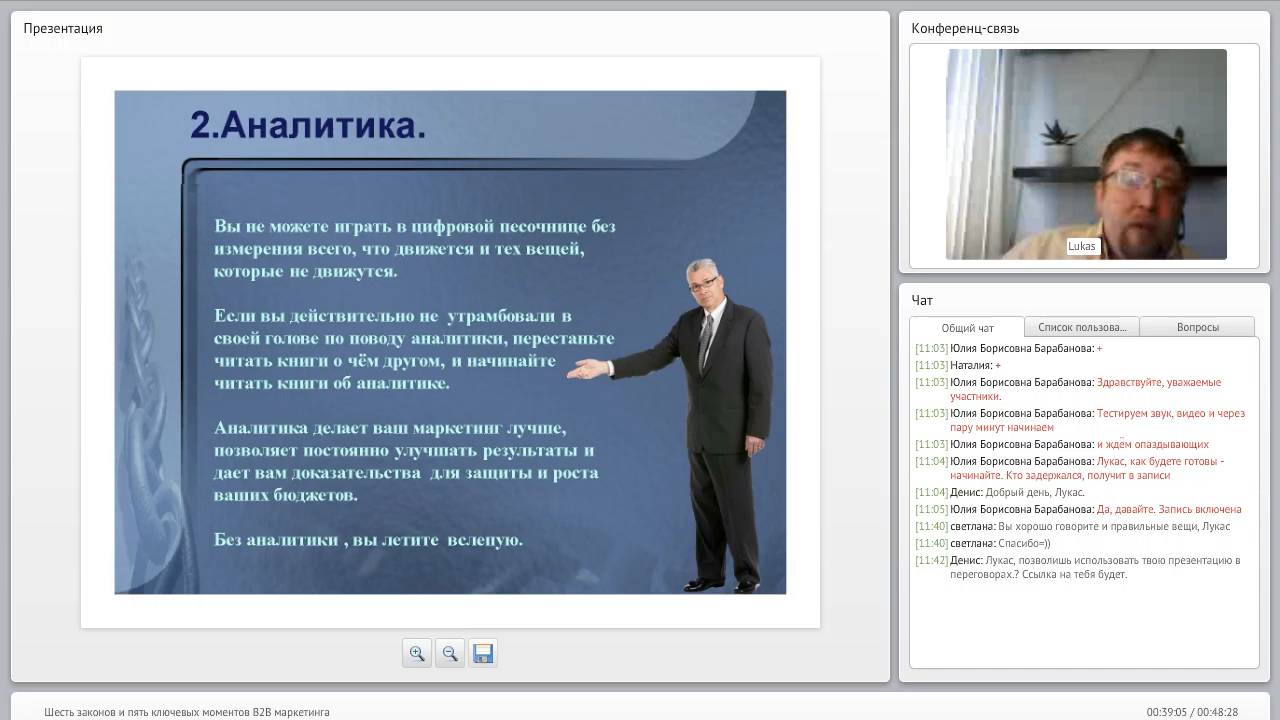 Презентация
2.Аналитика.
Вы не можете играть в цифровой песочнице без
измерения всего, что движется и тех вещей,
которые не движутся.
Если вы действительно не утрамбовали в
своей голове по поводу аналитики, перестаньте
читать книги о чём другом, и начинайте
читать книги об аналитике.
Аналитика делает ваш маркетинг лучше,
позволяет постоянно улучшать результаты и
дает вам доказательства для защиты и роста
ваших бюджетов.
Без аналитики , вы летите вслепую.
Конференц-связь
Lukas
Чат
Общий чат
Список пользова...
Вопросы
[11:03] Юлия Борисовна Барабанова: +
[11:03] Наталия: +
[11:03] Юлия Борисовна Барабанова: Здравствуйте, уважаемые
участники.
[11:03] Юлия Борисовна Барабанова: Тестируем звук, видео и через
пару минут начинаем
[11:03] Юлия Борисовна Барабанова: и ждём опаздывающих
[11:04] Юлия Борисовна Барабанова: Лукас, как будете готовы -
начинайте. Кто задержался, получит в записи
[11:04] Денис: Добрый день, Лукас.
[11:05] Юлия Борисовна Барабанова: Да, давайте. Запись включена
[11:40] светлана: Вы хорошо говорите и правильные вещи, Лукас
[11:40] светлана: Спасибо=))
[11:42] Денис: Лукас, позволишь использовать твою презентацию в
переговорах.? Ссылка на тебя будет.
Шесть законов и пять ключевых моментов B2B маркетинга
00:39:05 / 00:48:28